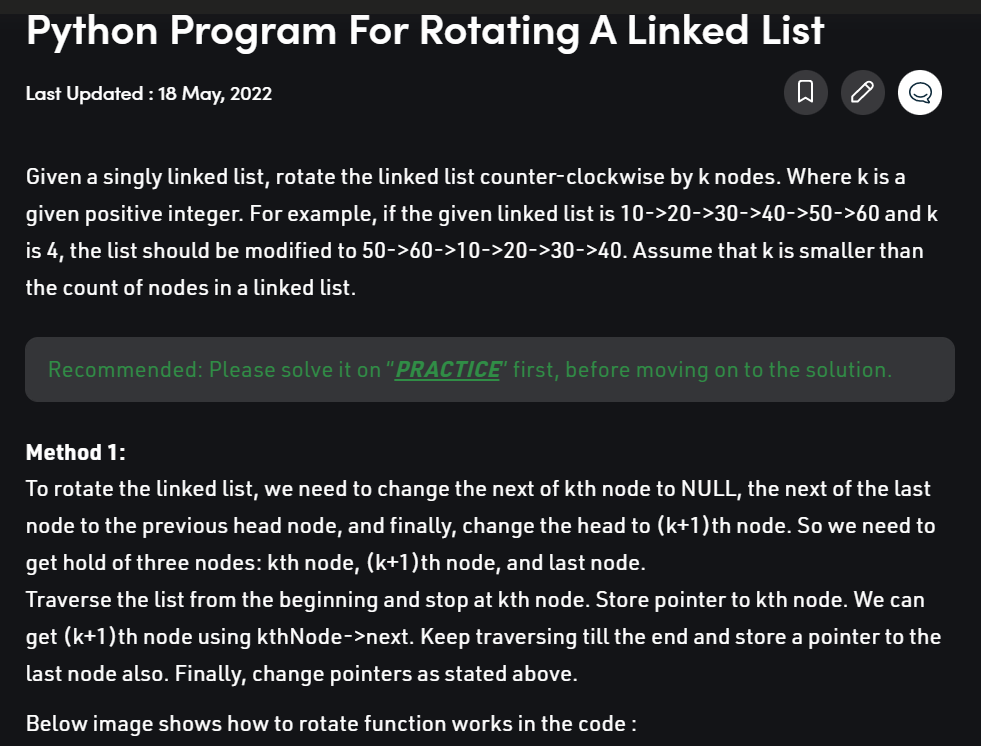 Python Program For Rotating A Linked List
Last Updated : 18 May, 2022
Given a singly linked list, rotate the linked list counter-clockwise by k nodes. Where k is a
given positive integer. For example, if the given linked list is 10->20->30->40->50->60 and k
is 4, the list should be modified to 50->60->10->20->30->40. Assume that k is smaller than
the count of nodes in a linked list.
Recommended: Please solve it on "PRACTICE" first, before moving on to the solution.
Method 1:
To rotate the linked list, we need to change the next of kth node to NULL, the next of the last
node to the previous head node, and finally, change the head to (k+1)th node. So we need to
get hold of three nodes: kth node, (k+1)th node, and last node.
Traverse the list from the beginning and stop at kth node. Store pointer to kth node. We can
get (k+1)th node using kthNode->next. Keep traversing till the end and store a pointer to the
last node also. Finally, change pointers as stated above.
Below image shows how to rotate function works in the code :